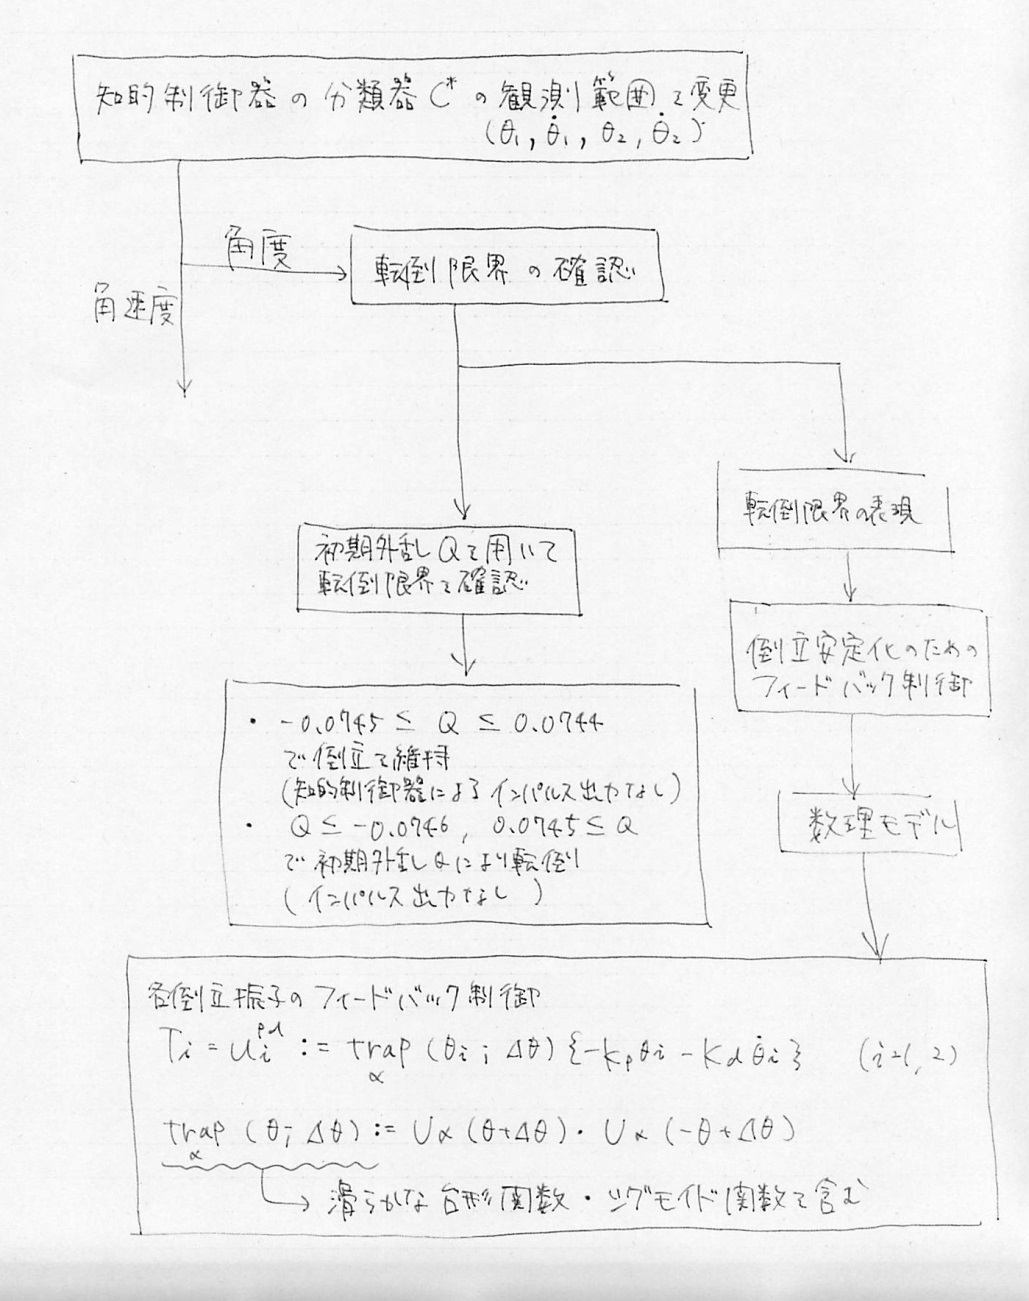 知的制御器の分類器C*の観測範囲を変更
(θ₁, θ̇₁, θ₂, θ̇₂)
角度
転倒限界の確認
角速度
転倒限界の表現
初期外乱Qを用いて
転倒限界を確認
倒立安定化のための
フィードバック制御
・ -0.0745 ≤ Q ≤ 0.0744
で倒立を維持
(知的制御器によるインパルス出力なし)
・ Q ≤ -0.0746, 0.0745 ≤ Q
で初期外乱Qにより転倒
(インパルス出力なし)
数理モデル
各倒立振子のフィードバック制御
Ti = ui^pd := trap_α (θi; Δθ) {-kpθi - Kdθ̇i} (i=1, 2)
trap_α (θ; Δθ) := Uα(θ+Δθ)・Uα(-θ+Δθ)
滑らかな台形関数・シグモイド関数を含む